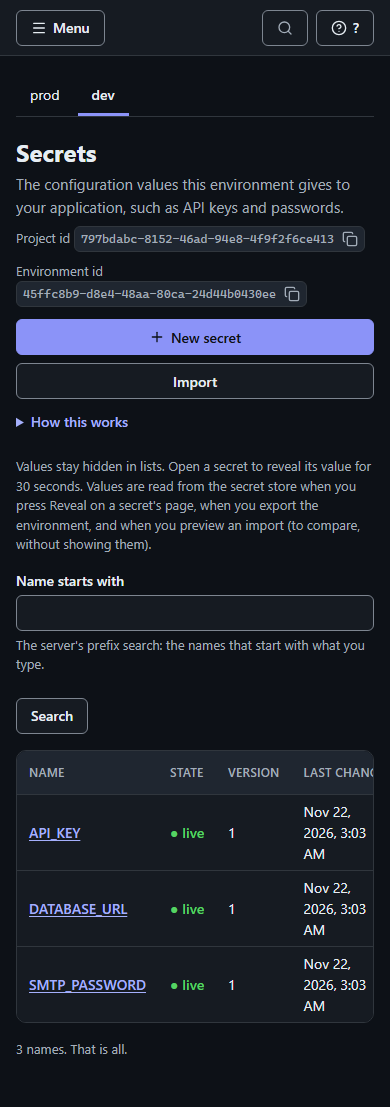 Menu
?
prod
dev
Secrets
The configuration values this environment gives to
your application, such as API keys and passwords.
Project id 797bdabc-8152-46ad-94e8-4f9f2f6ce413
Environment id
45ffc8b9-d8e4-48aa-80ca-24d44b0430ee
+ New secret
Import
How this works
Values stay hidden in lists. Open a secret to reveal its value for
30 seconds. Values are read from the secret store when you
press Reveal on a secret's page, when you export the
environment, and when you preview an import (to compare,
without showing them).
Name starts with
The server's prefix search: the names that start with what you
type.
Search
NAME STATE VERSION LAST CHANG
API_KEY live 1 Nov 22, 2026, 3:03 AM
DATABASE_URL live 1 Nov 22, 2026, 3:03 AM
SMTP_PASSWORD live 1 Nov 22, 2026, 3:03 AM
3 names. That is all.